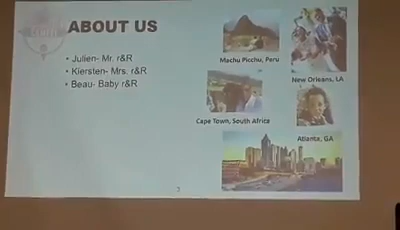 ABOUT US
• Julien- Mr. r&R
• Kiersten- Mrs. r&R
• Beau- Baby r&R
Machu Picchu, Peru
New Orleans, LA
Cape Town, South Africa
Atlanta, GA